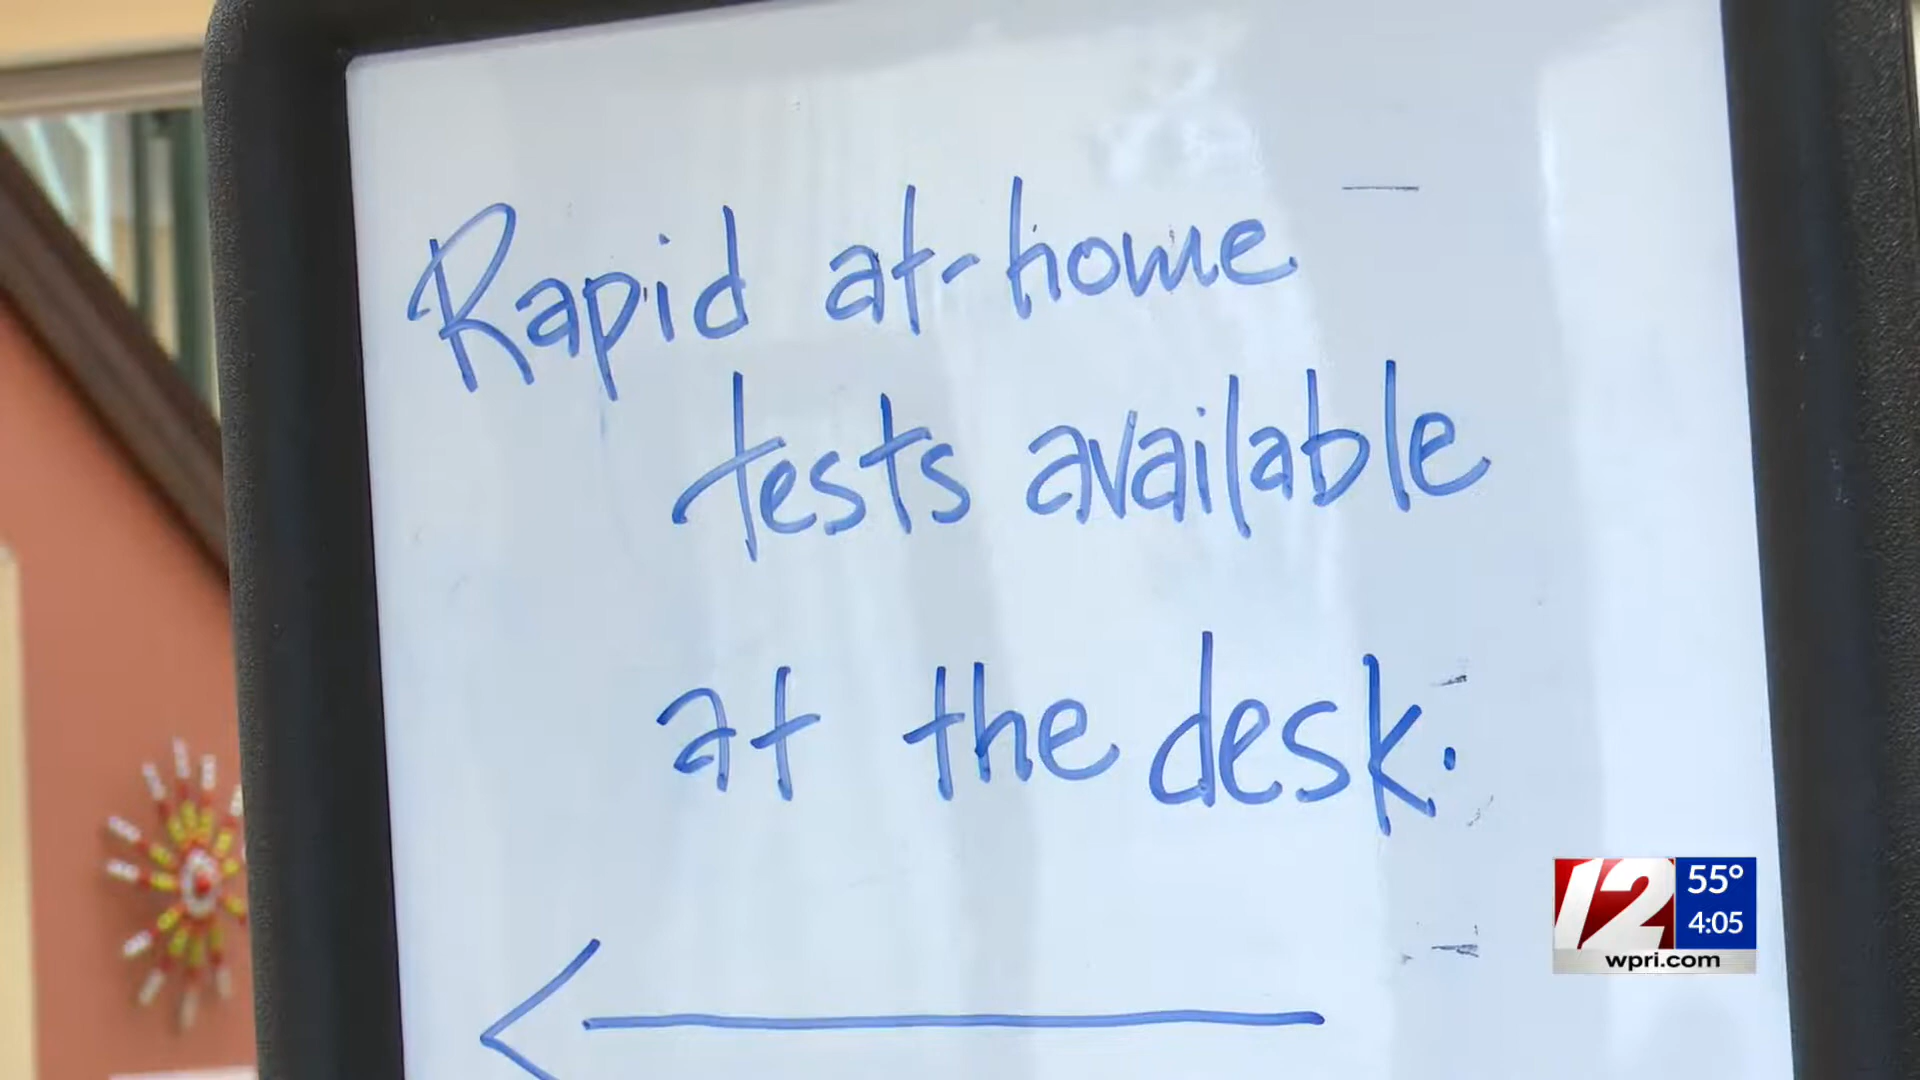 Rapid at-home
tests available
at the desk.
12
55°
4:05
wpri.com